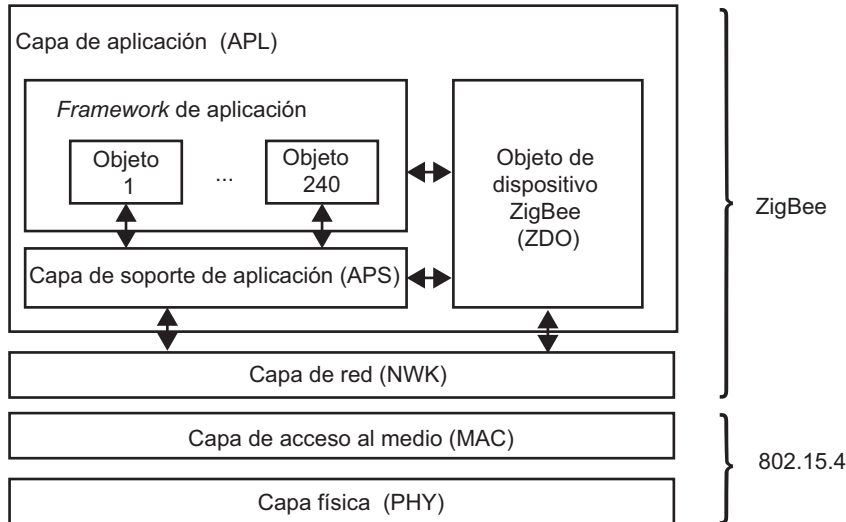 Capa de aplicación (APL)
Framework de aplicación
Objeto
1
...
Objeto
240
Objeto de
dispositivo
ZigBee
(ZDO)
Capa de soporte de aplicación (APS)
Capa de red (NWK)
ZigBee
Capa de acceso al medio (MAC)
Capa física (PHY)
802.15.4